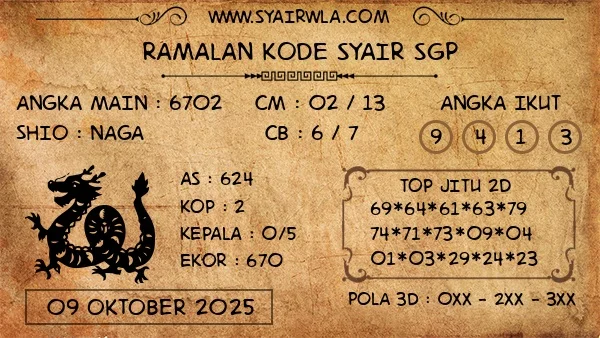 WWW.SYAIRWLA.COM
RAMALAN KODE SYAIR SGP
ANGKA MAIN : 6702
CM : 02 / 13
ANGKA IKUT
SHIO : NAGA
CB : 6 / 7
9 4 1 3
AS : 624
KOP : 2
KEPALA : 0/5
EKOR : 670
TOP JITU 2D
69*64*61*63*79
74*71*73*09*04
01*03*29*24*23
09 OKTOBER 2025
POLA 3D : 0XX - 2XX - 3XX